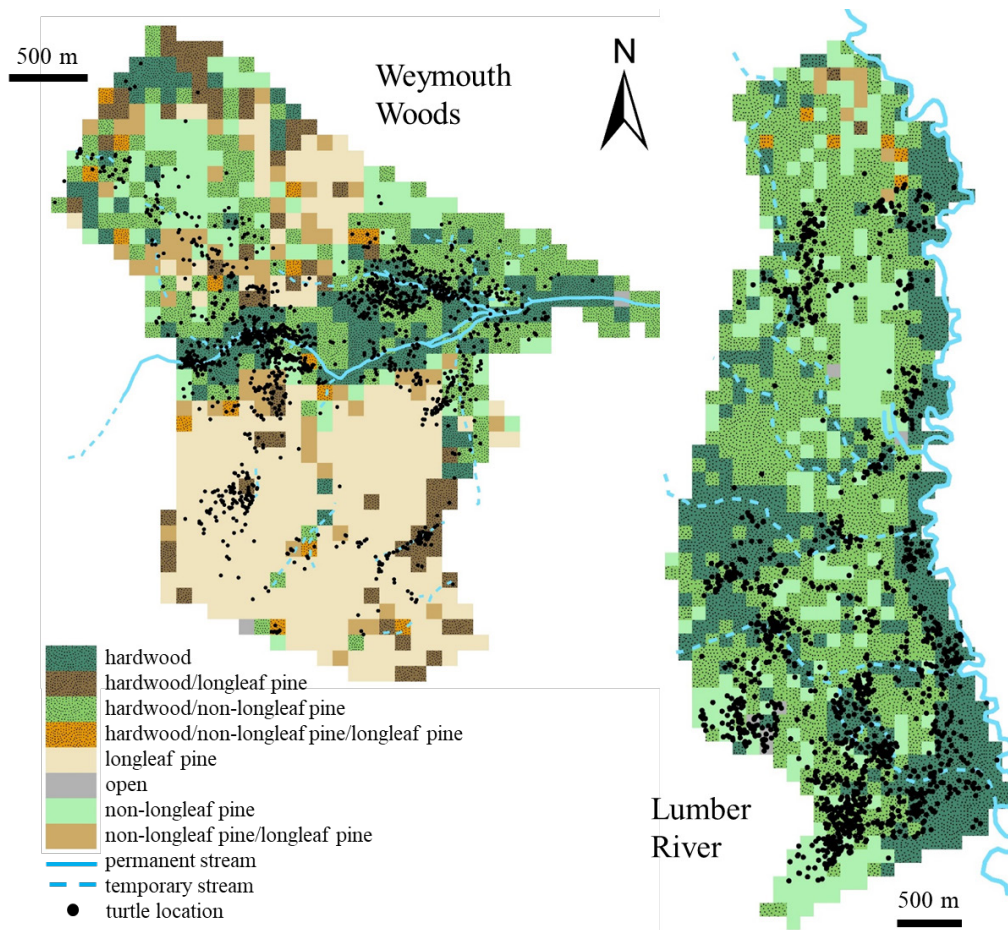 500 m
Weymouth
Woods
N
hardwood
hardwood/longleaf pine
hardwood/non-longleaf pine
hardwood/non-longleaf pine/longleaf pine
longleaf pine
open
non-longleaf pine
non-longleaf pine/longleaf pine
permanent stream
temporary stream
turtle location
Lumber
River
500 m